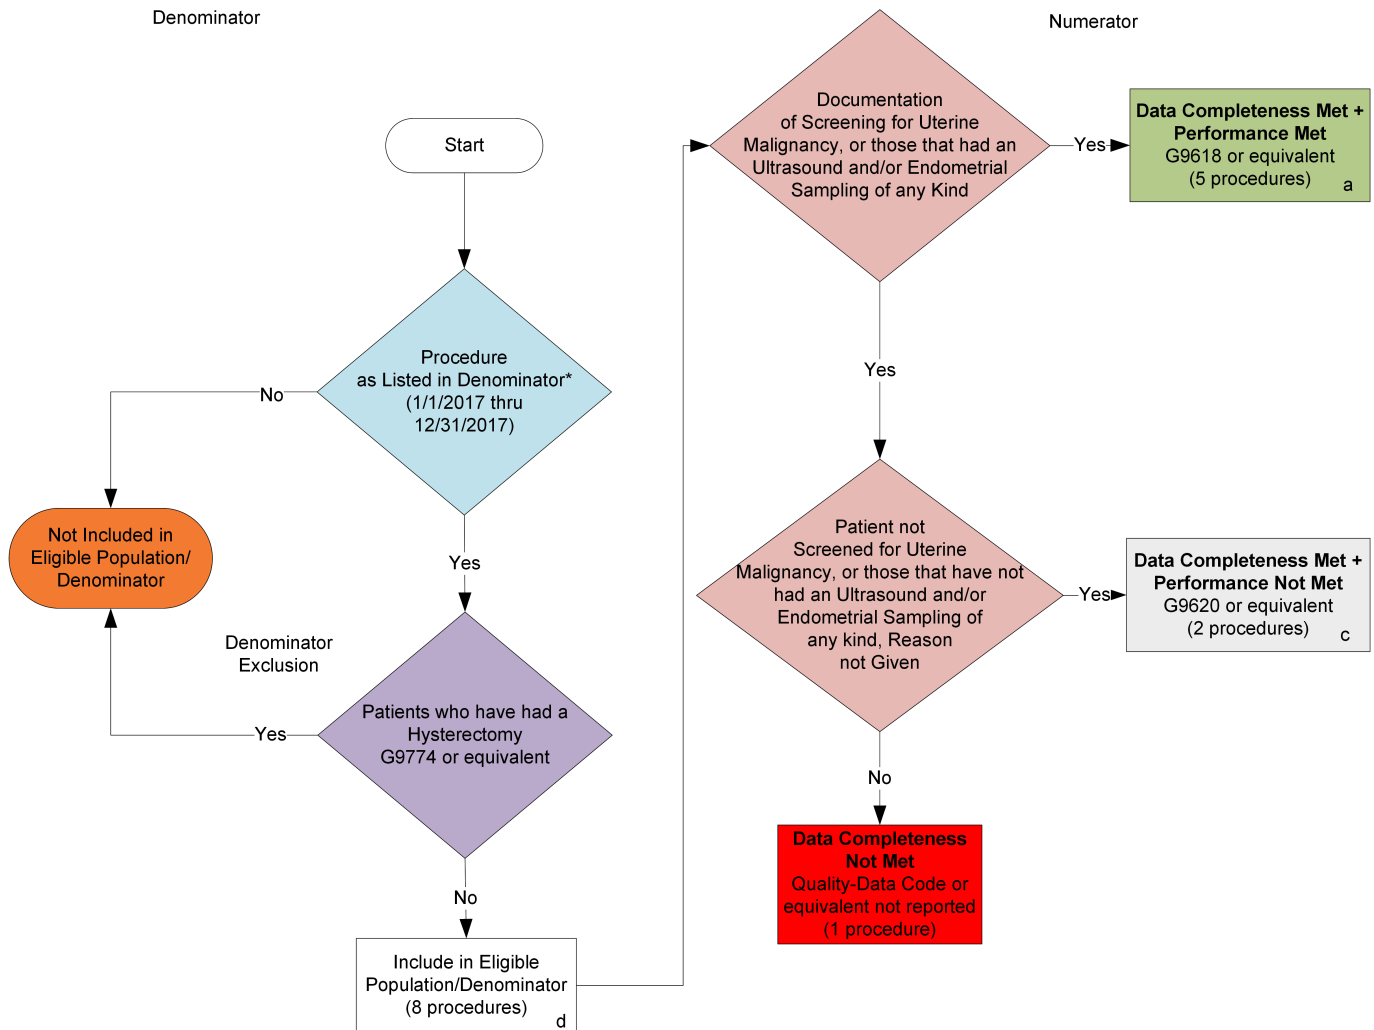 Denominator
Numerator
Start
Procedure
as Listed in Denominator*
(1/1/2017 thru
12/31/2017)
No
Yes
Not Included in
Eligible Population/
Denominator
Denominator
Exclusion
Patients who have had a
Hysterectomy
G9774 or equivalent
Yes
No
Include in Eligible
Population/Denominator
(8 procedures)
d
Documentation
of Screening for Uterine
Malignancy, or those that had an
Ultrasound and/or Endometrial
Sampling of any Kind
Yes
Data Completeness Met +
Performance Met
G9618 or equivalent
(5 procedures)
a
Yes
Patient not
Screened for Uterine
Malignancy, or those that have not
had an Ultrasound and/or
Endometrial Sampling of
any kind, Reason
not Given
Yes
Data Completeness Met +
Performance Not Met
G9620 or equivalent
(2 procedures)
c
No
Data Completeness
Not Met
Quality-Data Code or
equivalent not reported
(1 procedure)